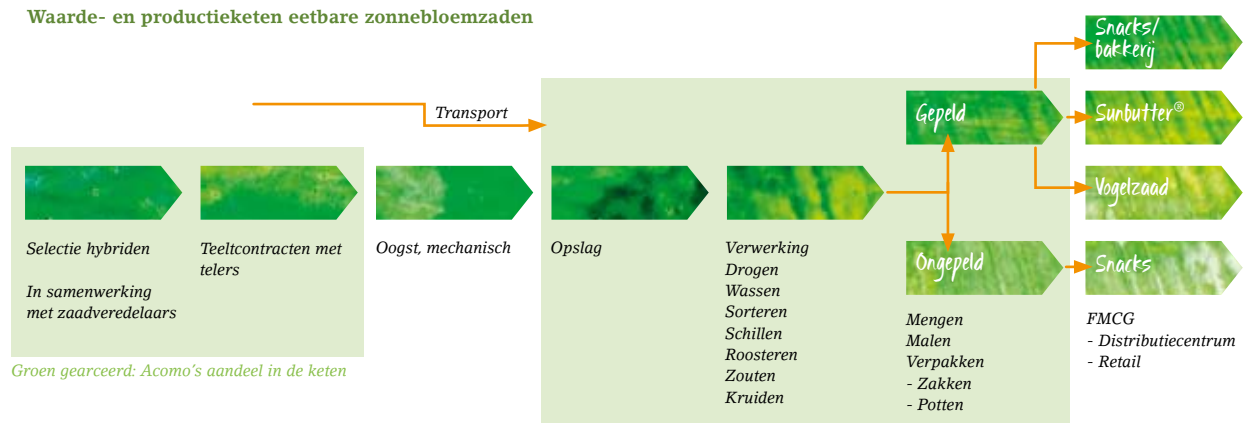 Waarde- en productieketen eetbare zonnebloemzaden
Transport
Selectie hybriden
In samenwerking
met zaadveredelaars
Teeltcontracten met
telers
Oogst, mechanisch
Opslag
Verwerking
Drogen
Wassen
Sorteren
Schillen
Roosteren
Zouten
Kruiden
Gepeld
Ongepeld
Mengen
Malen
Verpakken
- Zakken
- Potten
Snacks/
bakkerij
Sunbutter®
Vogelzaad
Snacks
FMCG
- Distributiecentrum
- Retail
Groen gearceerd: Acomo's aandeel in de keten